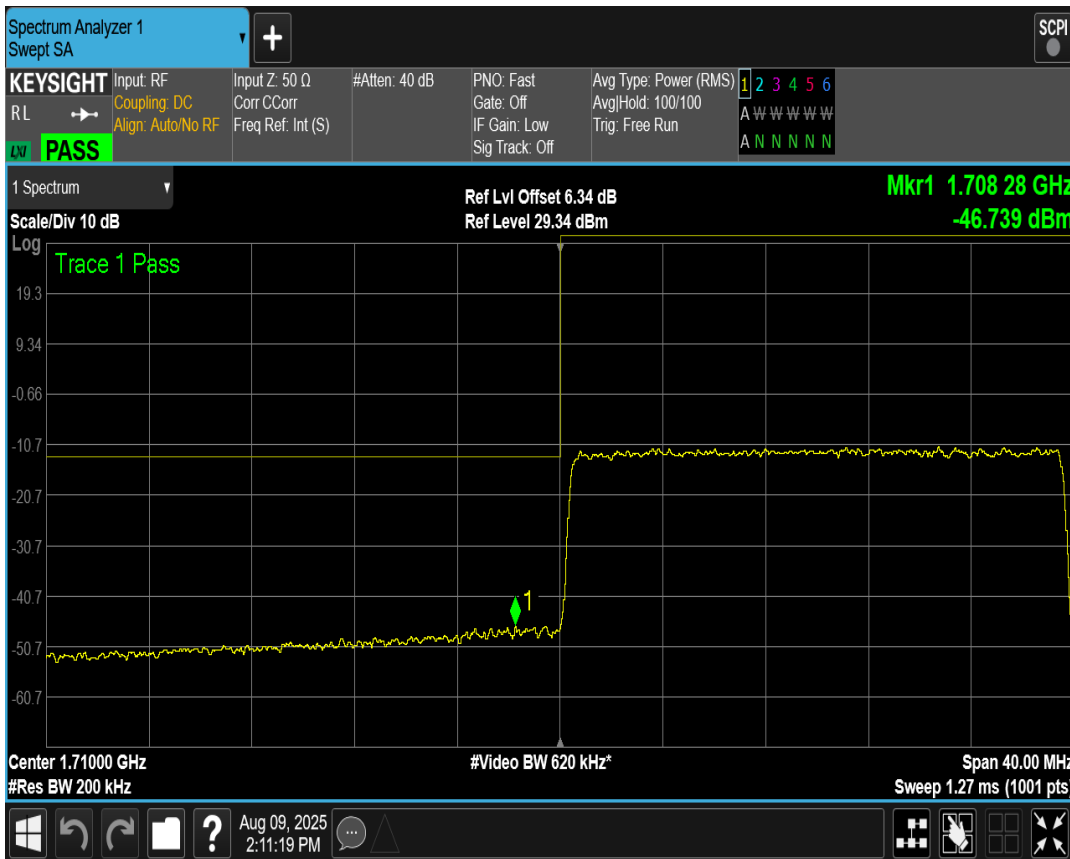 Spectrum Analyzer 1
Swept SA
+
SCPI
KEYSIGHT
RL
LXI PASS
Input: RF
Coupling: DC
Align: Auto/No RF
Input Z: 50 Ω
Corr CCorr
Freq Ref: Int (S)
#Atten: 40 dB
PNO: Fast
Gate: Off
IF Gain: Low
Sig Track: Off
Avg Type: Power (RMS)
Avg|Hold: 100/100
Trig: Free Run
1 2 3 4 5 6
A W W W W W
A N N N N N
1 Spectrum
Scale/Div 10 dB
Ref Lvl Offset 6.34 dB
Ref Level 29.34 dBm
Mkr1 1.708 28 GHz
-46.739 dBm
Log
Trace 1 Pass
19.3
9.34
-0.66
-10.7
-20.7
-30.7
-40.7
1
-50.7
-60.7
Center 1.71000 GHz
#Video BW 620 kHz*
Span 40.00 MHz
#Res BW 200 kHz
Sweep 1.27 ms (1001 pts)
?
Aug 09, 2025
2:11:19 PM